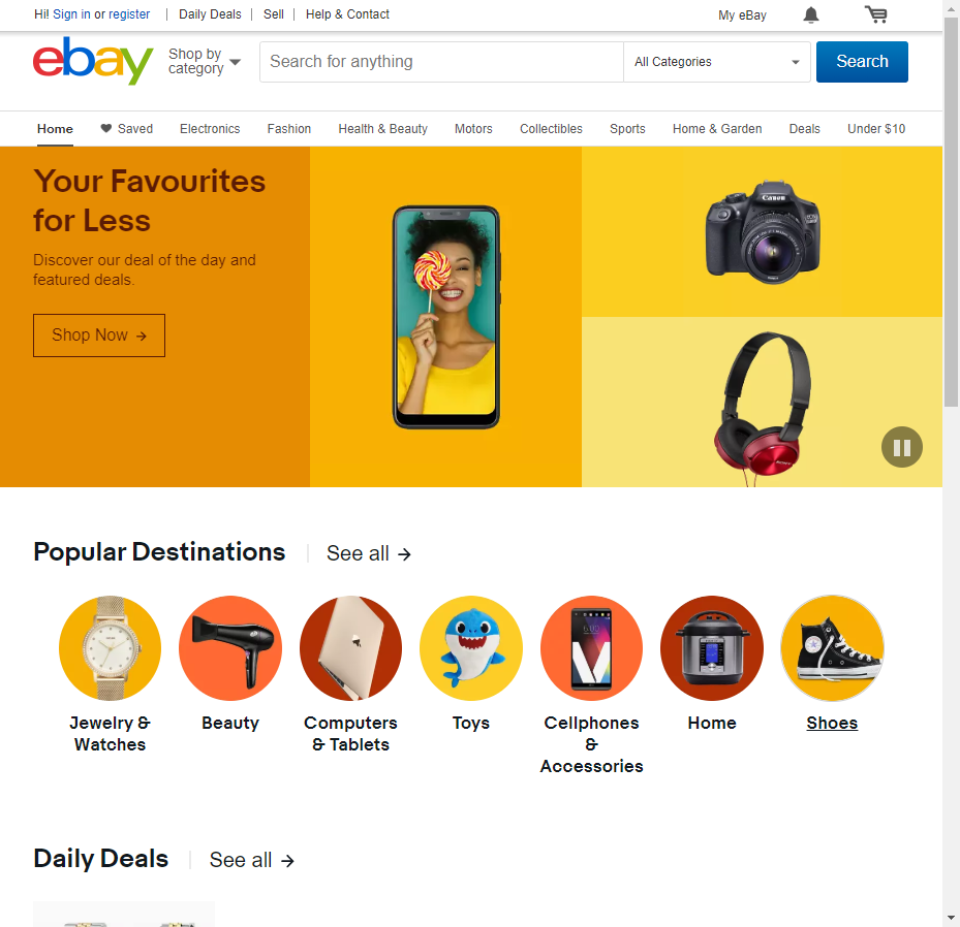 Hi! Sign in or register | Daily Deals | Sell | Help & Contact My eBay
ebay
Shop by
category
Search for anything
All Categories
Search
Home Saved Electronics Fashion Health & Beauty Motors Collectibles Sports Home & Garden Deals Under $10
Your Favourites
for Less
Discover our deal of the day and
featured deals.
Shop Now →
Canon
Popular Destinations
See all →
Jewelry &
Watches
Beauty
Computers
& Tablets
Toys
Cellphones
&
Accessories
Home
Shoes
Daily Deals
See all →